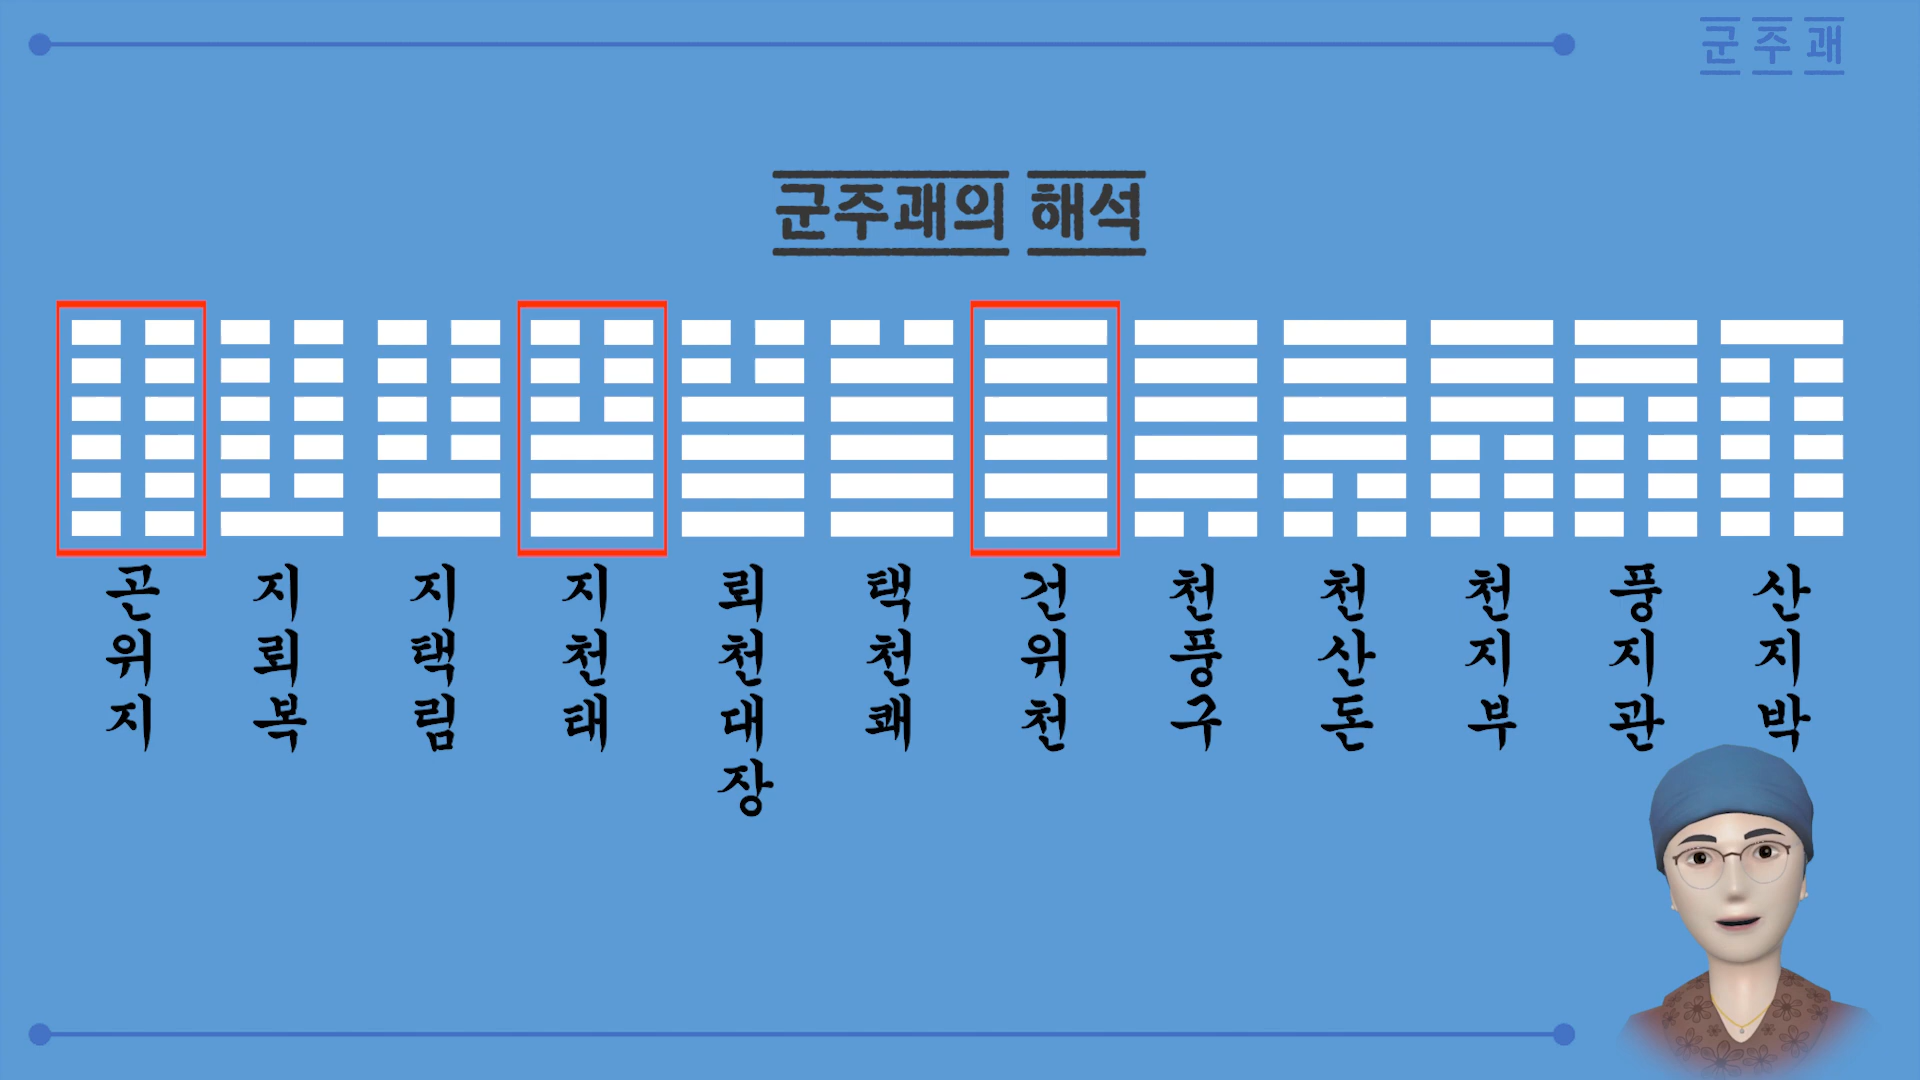 군주괘
군주괘의 해석
곤위지
지뢰복
지택림
지천태
뢰천대장
택천쾌
건위천
천풍구
천산돈
천지부
풍지관
산지박